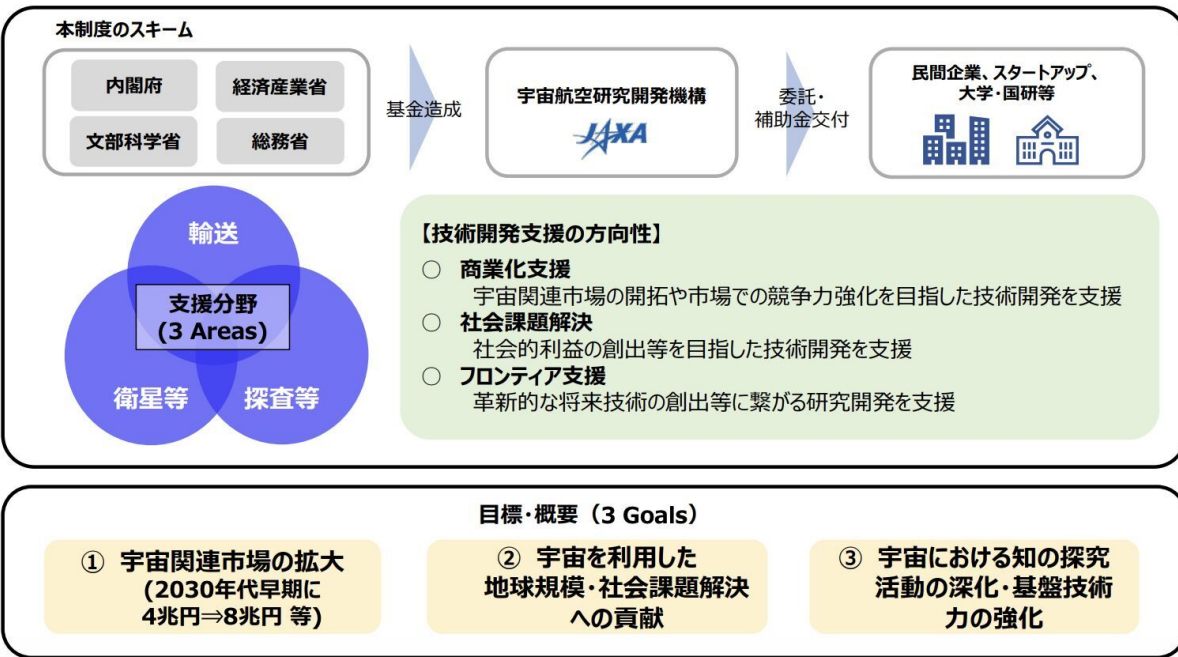 本制度のスキーム
内閣府
経済産業省
文部科学省
総務省
基金造成
宇宙航空研究開発機構
JAXA
委託・
補助金交付
民間企業、スタートアップ、
大学・国研等
輸送
支援分野
(3 Areas)
衛星等
探査等
【技術開発支援の方向性】
○ 商業化支援
宇宙関連市場の開拓や市場での競争力強化を目指した技術開発を支援
○ 社会課題解決
社会的利益の創出等を目指した技術開発を支援
○ フロンティア支援
革新的な将来技術の創出等に繋がる研究開発を支援
目標・概要（3 Goals）
① 宇宙関連市場の拡大
(2030年代早期に
4兆円⇒8兆円 等)
② 宇宙を利用した
地球規模・社会課題解決
への貢献
③ 宇宙における知の探究
活動の深化・基盤技術
力の強化